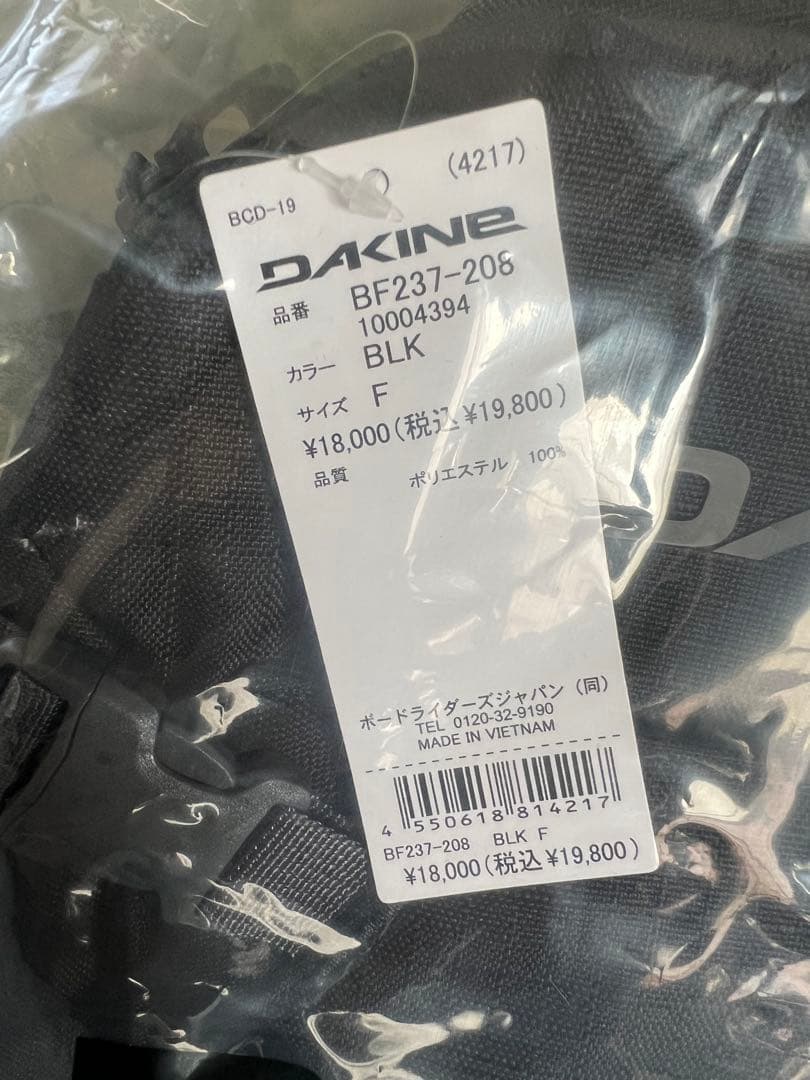 BCD-19
(4217)
DAKINE
品番 BF237-208
10004394
カラー BLK
サイズ F
¥18,000(税込¥19,800)
品質 ポリエステル 100%
ボードライダーズジャパン(同)
TEL 0120-32-9190
MADE IN VIETNAM
4 550618 814217
BF237-208 BLK F
¥18,000(税込¥19,800)
DA